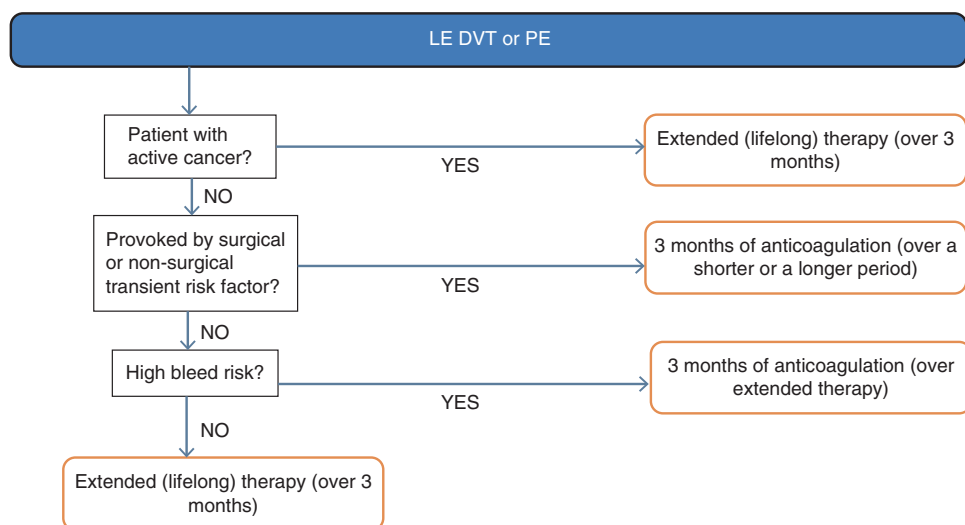 LE DVT or PE
Patient with
active cancer?
YES
Extended (lifelong) therapy (over 3
months)
NO
Provoked by surgical
or non-surgical
transient risk factor?
YES
3 months of anticoagulation (over a
shorter or a longer period)
NO
High bleed risk?
YES
3 months of anticoagulation (over
extended therapy)
NO
Extended (lifelong) therapy (over 3
months)